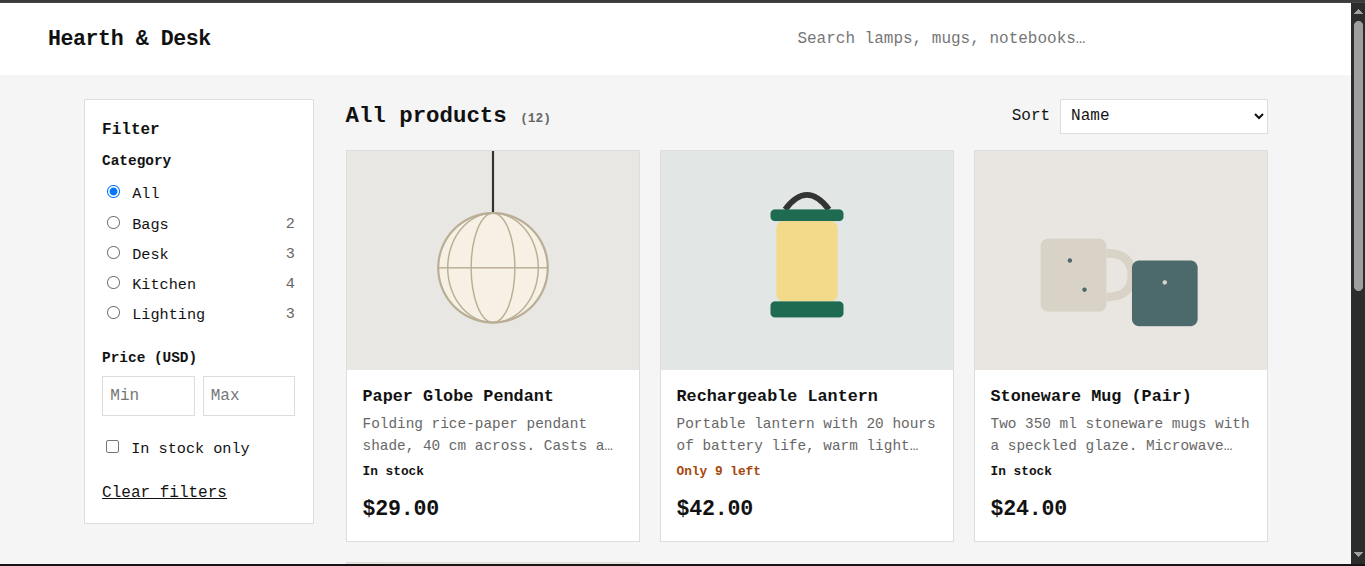 Hearth & Desk
Search lamps, mugs, notebooks…
Filter
Category
All
Bags 2
Desk 3
Kitchen 4
Lighting 3
Price (USD)
Min Max
In stock only
Clear filters
All products (12)
Sort Name
Paper Globe Pendant
Folding rice-paper pendant
shade, 40 cm across. Casts a…
In stock
$29.00
Rechargeable Lantern
Portable lantern with 20 hours
of battery life, warm light…
Only 9 left
$42.00
Stoneware Mug (Pair)
Two 350 ml stoneware mugs with
a speckled glaze. Microwave…
In stock
$24.00